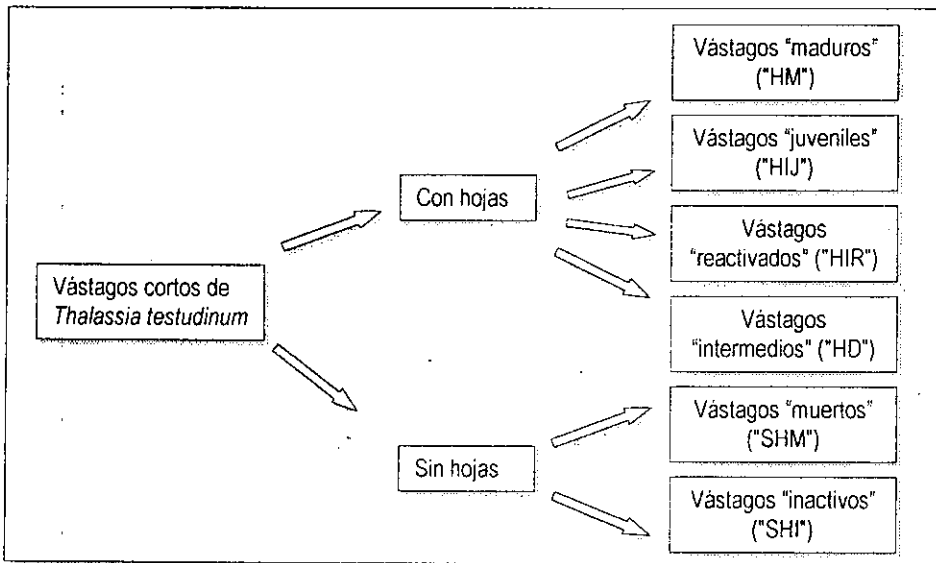 Vástagos "maduros"
("HM")
Vástagos "juveniles"
("HIJ")
Con hojas
Vástagos
"reactivados" ("HIR")
Vástagos cortos de
Thalassia testudinum
Vástagos
"intermedios" ("HD")
Vástagos "muertos"
("SHM")
Sin hojas
Vástagos "inactivos"
("SHI")